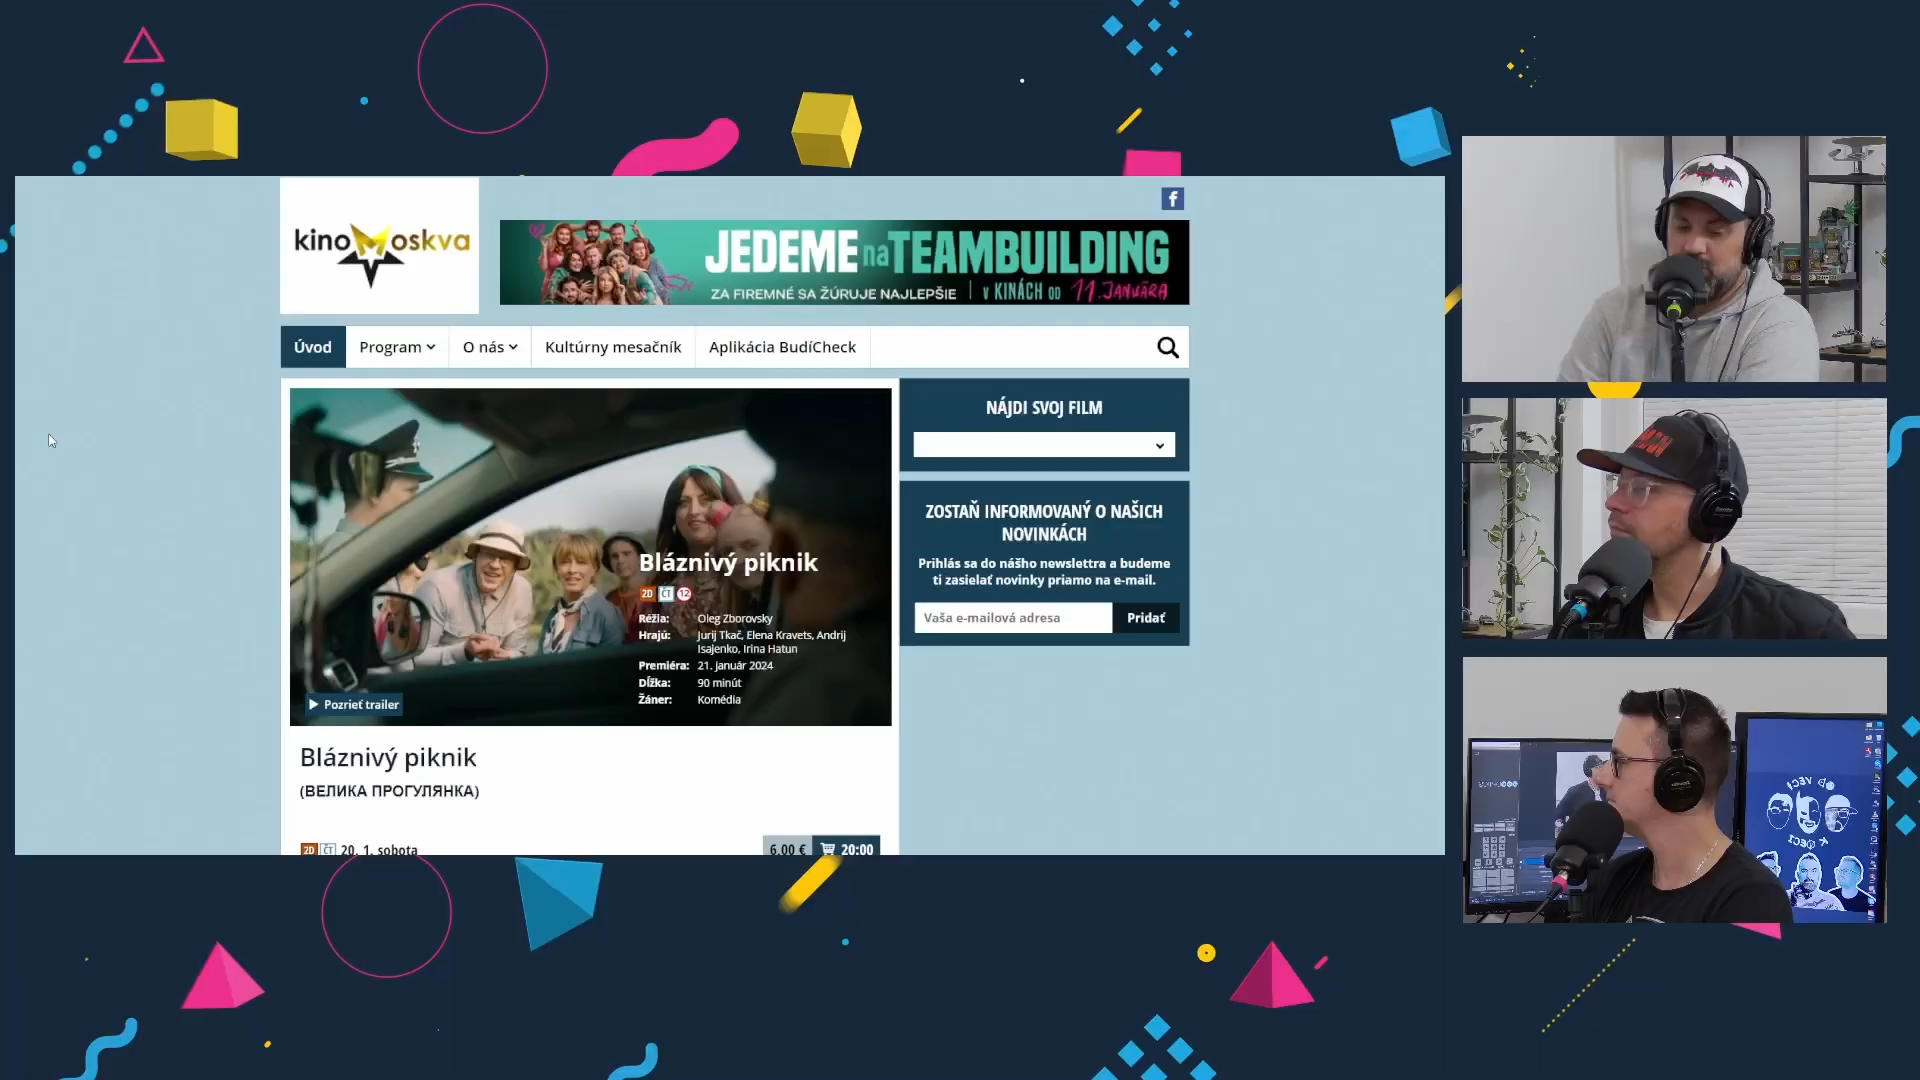 kinoMoskva
f
JEDEME na TEAMBUILDING
ZA FIREMNÉ SA ŽÚRUJE NAJLEPŠIE | V KINÁCH OD 11. JANUÁRA
Úvod
Program
O nás
Kultúrny mesačník
Aplikácia BudíCheck
Bláznivý piknik
2D ČT 12
Réžia: Oleg Zborovsky
Hrajú: Jurij Tkač, Elena Kravets, Andrij
Isajenko, Irina Hatun
Premiéra: 21. január 2024
Dĺžka: 90 minút
Žáner: Komédia
Pozrieť trailer
Bláznivý piknik
(ВЕЛИКА ПРОГУЛЯНКА)
2D ČT 20. 1. sobota
6,00 € 20:00
NÁJDI SVOJ FILM
ZOSTAŇ INFORMOVANÝ O NAŠICH
NOVINKÁCH
Prihlás sa do nášho newslettra a budeme
ti zasielať novinky priamo na e-mail.
Vaša e-mailová adresa
Pridať